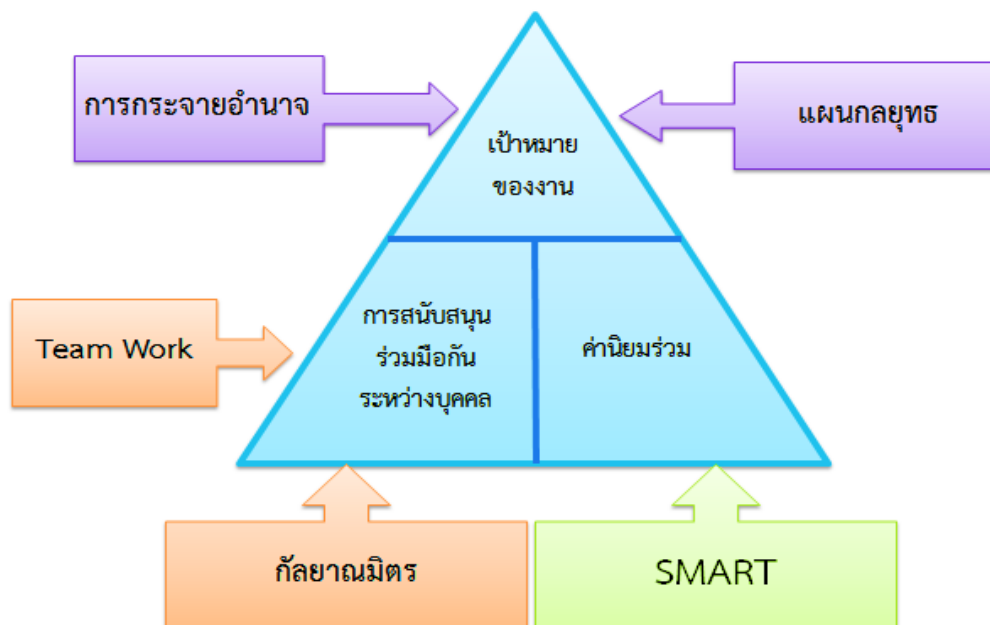 การกระจายอำนาจ
แผนกลยุทธ
เป้าหมาย
ของงาน
การสนับสนุน
ร่วมมือกัน
ระหว่างบุคคล
ค่านิยมร่วม
Team Work
กัลยาณมิตร
SMART